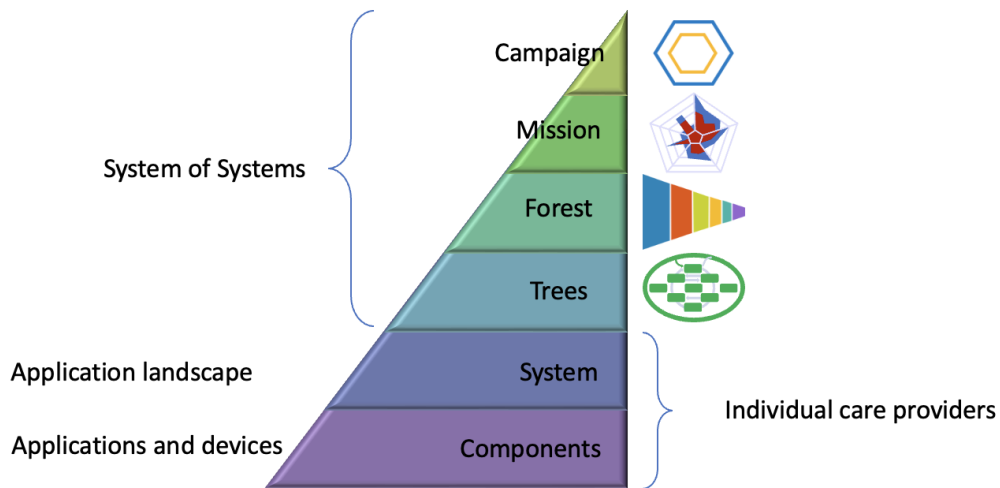 Campaign
Mission
System of Systems
Forest
Trees
Application landscape
System
Individual care providers
Applications and devices
Components